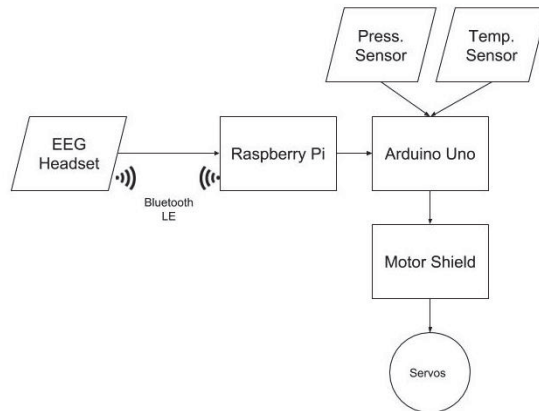 Press.
Sensor
Temp.
Sensor
EEG
Headset
Bluetooth
LE
Raspberry Pi
Arduino Uno
Motor Shield
Servos